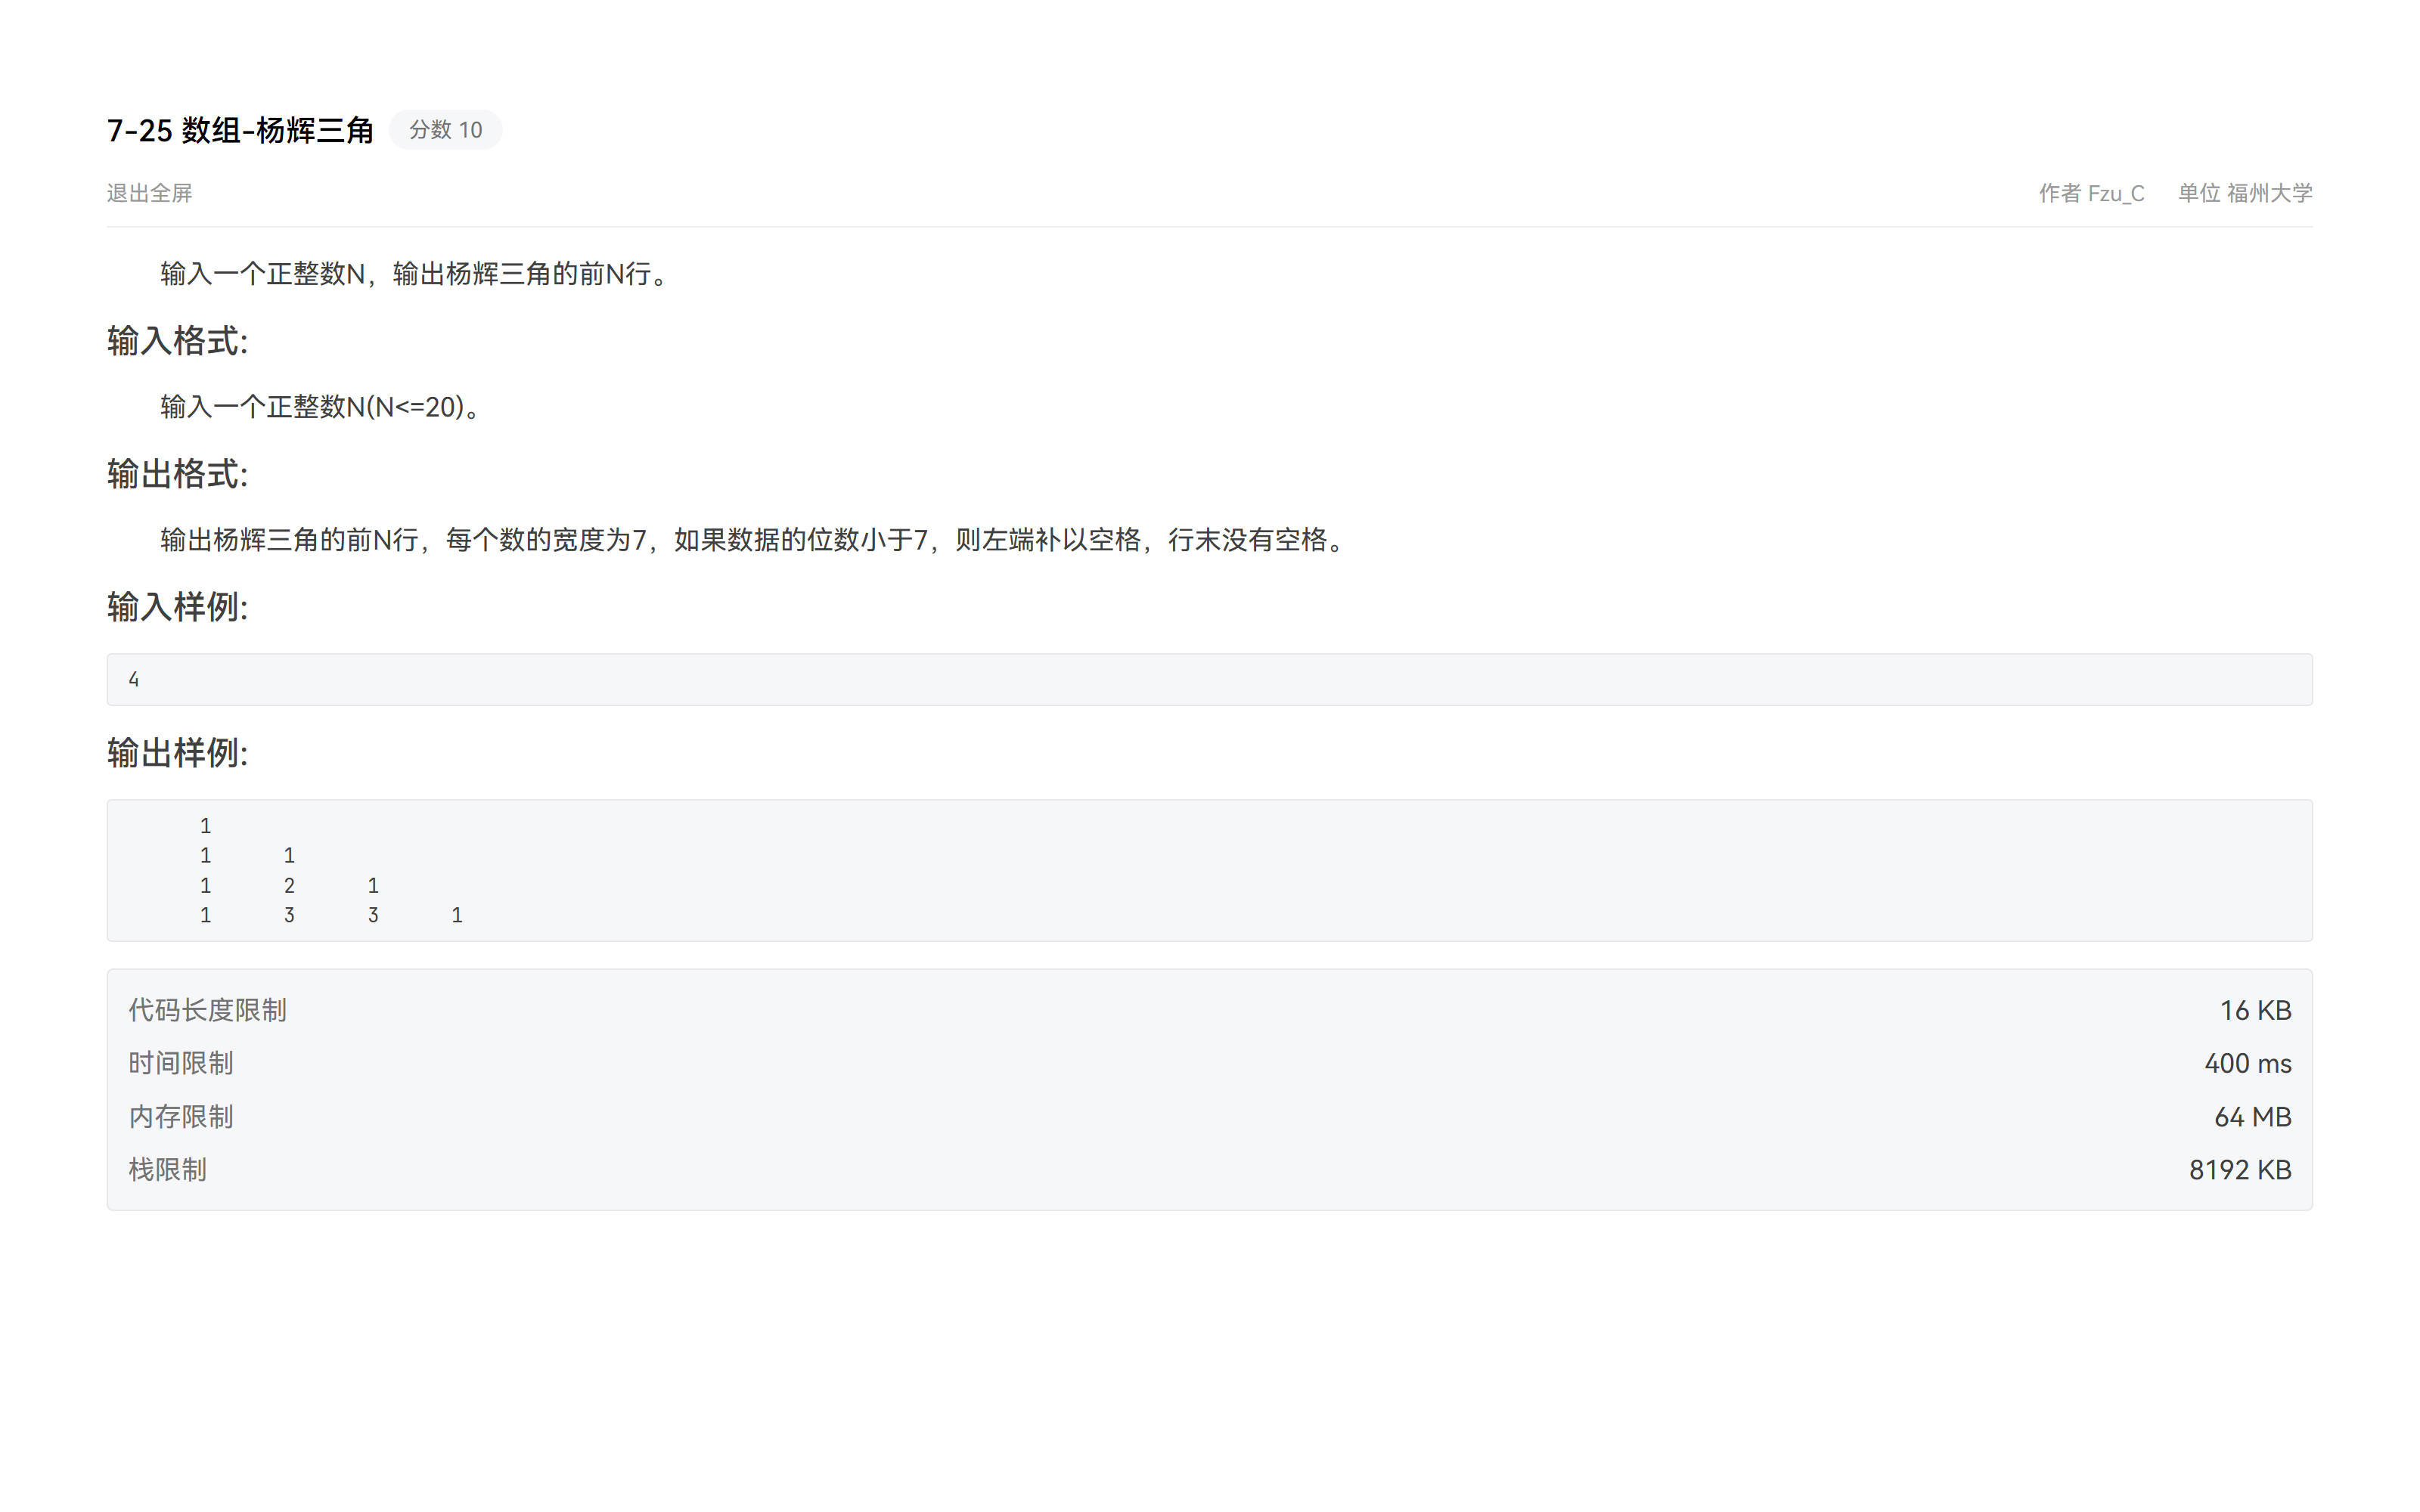 7-25 数组-杨辉三角 分数 10
退出全屏 作者 Fzu_C 单位 福州大学
输入一个正整数N，输出杨辉三角的前N行。
输入格式:
输入一个正整数N(N<=20)。
输出格式:
输出杨辉三角的前N行，每个数的宽度为7，如果数据的位数小于7，则左端补以空格，行末没有空格。
输入样例:
4
输出样例:
      1
      1      1
      1      2      1
      1      3      3      1
代码长度限制 16 KB
时间限制 400 ms
内存限制 64 MB
栈限制 8192 KB